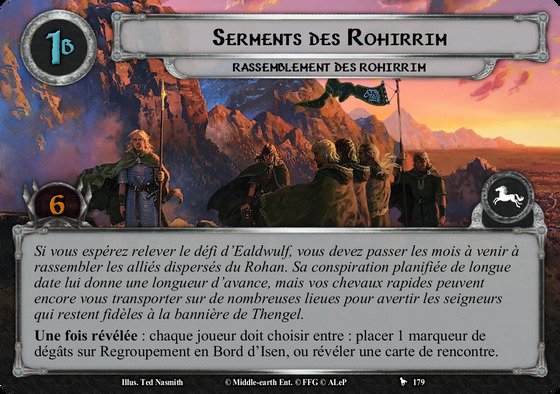 1B
Serments des Rohirrim
Rassemblement des Rohirrim
6
Si vous espérez relever le défi d'Ealdwulf, vous devez passer les mois à venir à
rassembler les alliés dispersés du Rohan. Sa conspiration planifiée de longue
date lui donne une longueur d'avance, mais vos chevaux rapides peuvent
encore vous transporter sur de nombreuses lieues pour avertir les seigneurs
qui restent fidèles à la bannière de Thengel.
Une fois révélée : chaque joueur doit choisir entre : placer 1 marqueur de
dégâts sur Regroupement en Bord d'Isen, ou révéler une carte de rencontre.
Illus. Ted Nasmith © Middle-earth Ent. © FFG © ALeP 179